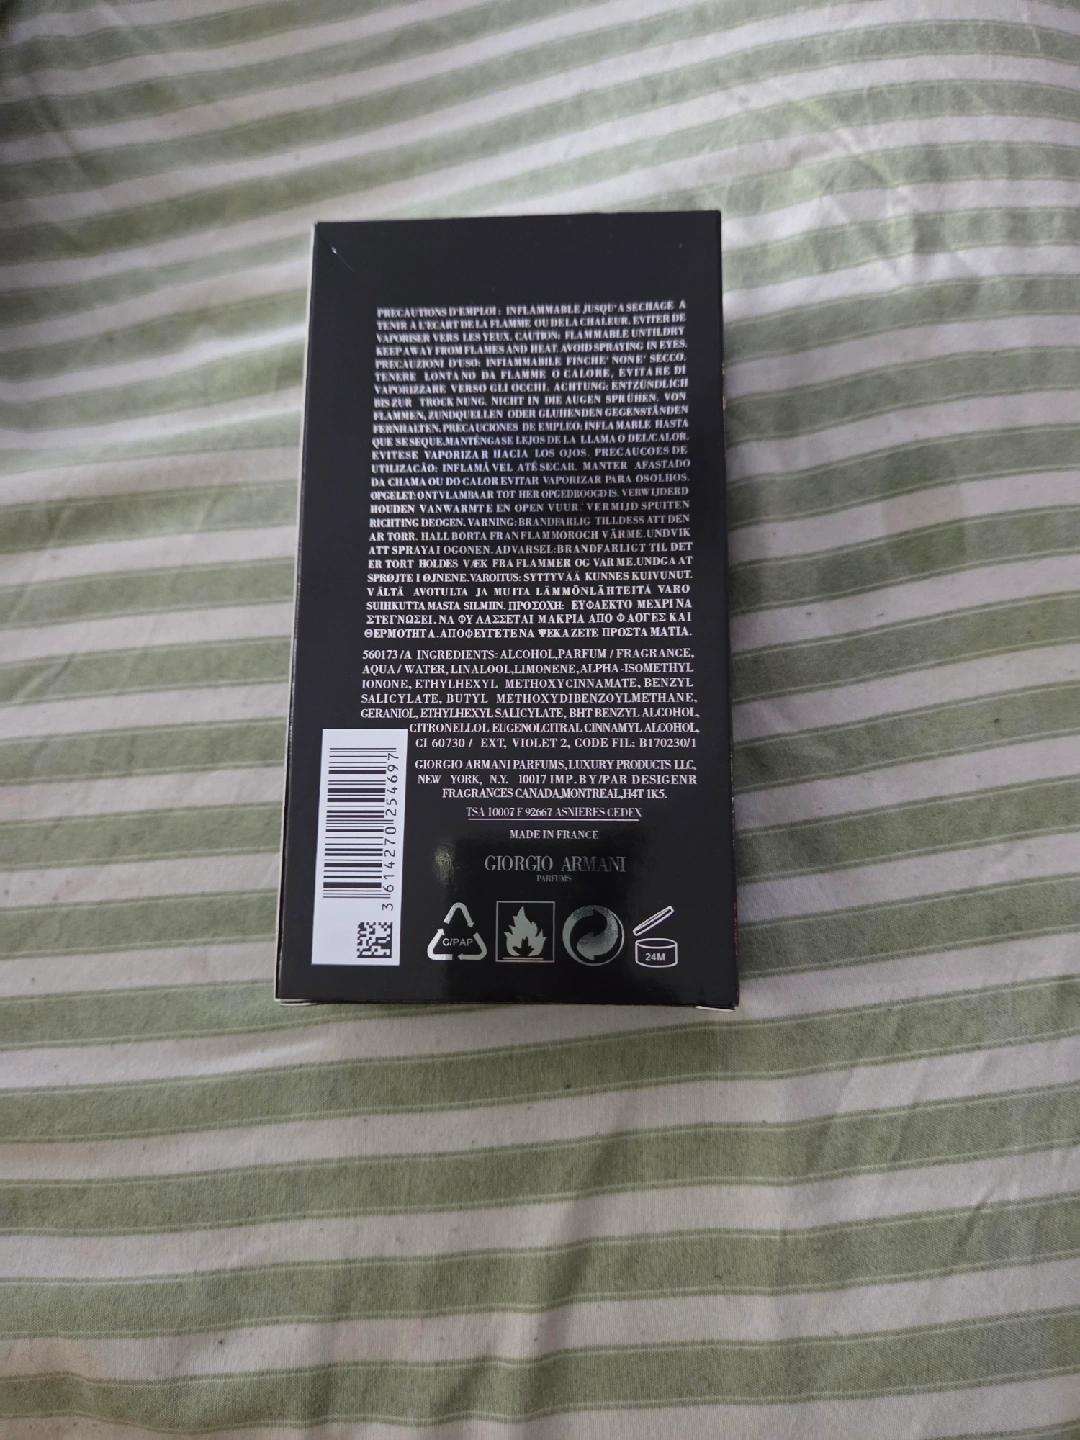 PRECAUTIONS D'EMPLOI : INFLAMMABLE JUSQU'A SECHAGE A
TENIR A L'ECART DE LA FLAMME OU DE LA CHALEUR. EVITER DE
VAPORISER VERS LES YEUX. CAUTION: FLAMMABLE UNTILDRY
KEEP AWAY FROM FLAMES AND HEAT. AVOID SPRAYING IN EYES.
PRECAUZIONI D'USO: INFIAMMABILE FINCHE' NONE' SECCO.
TENERE LONTANO DA FLAMME O CALORE, EVITARE DI
VAPORIZZARE VERSO GLI OCCHI. ACHTUNG: ENTZÜNDLICH
BIS ZUR TROCKNUNG. NICHT IN DIE AUGEN SPRÜHEN. VON
FLAMMEN, ZUNDQUELLEN ODER GLUHENDEN GEGENSTÄNDEN
FERNHALTEN. PRECAUCIONES DE EMPLEO: INFLA MABLE HASTA
QUE SE SEQUE.MANTÉNGASE LEJOS DE LA LLAMA O DEL/CALOR.
EVITESE VAPORIZA R HACIA LOS OJOS. PRECAUCOES DE
UTILIZACÃO: INFLAMÁ VEL ATÉ SECAR. MANTER AFASTADO
DA CHAMA OU DO CALOR EVITAR VAPORIZAR PARA OSOLHOS.
OPGELET: ONTVLAMBAAR TOT HER OPGEDROOGD IS. VERWIJDERD
HOUDEN VANWARMTE EN OPEN VUUR. VERMIJD SPUITEN
RICHTING DEOGEN. VARNING: BRANDFARLIG TILLDESS ATT DEN
AR TORR. HALL BORTA FRAN FLAMMOROCH VÄRME.UNDVIK
ATT SPRAYAI OGONEN. ADVARSEL:BRANDFARLIGT TIL DET
ER TORT HOLDES VÆK FRA FLAMMER OG VARME.UNDGA AT
SPRØJTE I ØJNENE. VAROITUS: SYTTYVÄÄ KUNNES KUIVUNUT.
VÄLTÄ AVOTULTA JA MUITA LÄMMÖNLÄHTEITÄ VARO
SUIHKUTTA MASTA SILMIIN. ΠΡΟΣΟΧΗ: ΕΥΦΛΕΚΤΟ ΜΕΧΡΙ ΝΑ
ΣΤΕΓΝΩΣΕΙ. ΝΑ ΦΥ ΛΑΣΣΕΤΑΙ ΜΑΚΡΙΑ ΑΠΟ ΦΛΟΓΕΣ ΚΑΙ
ΘΕΡΜΟΤΗΤΑ. ΑΠΟΦΕΥΓΕΤΕ ΝΑ ΨΕΚΑΖΕΤΕ ΠΡΟΣΤΑ ΜΑΤΙΑ.
560173/A INGREDIENTS: ALCOHOL,PARFUM / FRAGRANCE,
AQUA / WATER, LINALOOL,LIMONENE,ALPHA-ISOMETHYL
IONONE, ETHYLHEXYL METHOXYCINNAMATE, BENZYL
SALICYLATE, BUTYL METHOXYDIBENZOYLMETHANE,
GERANIOL, ETHYLHEXYL SALICYLATE, BHT BENZYL ALCOHOL,
CITRONELLOL EUGENOLCITRAL CINNAMYL ALCOHOL,
CI 60730 / EXT, VIOLET 2, CODE FIL: B170230/1
GIORGIO ARMANI PARFUMS,LUXURY PRODUCTS LLC,
NEW YORK, N.Y. 10017 IMP. BY/PAR DESIGENR
FRAGRANCES CANADA,MONTREAL,H4T 1K5.
TSA 10007 F 92667 ASNIERES CEDEX
MADE IN FRANCE
GIORGIO ARMANI
PARFUMS
3 614270 254697
C/PAP
24M